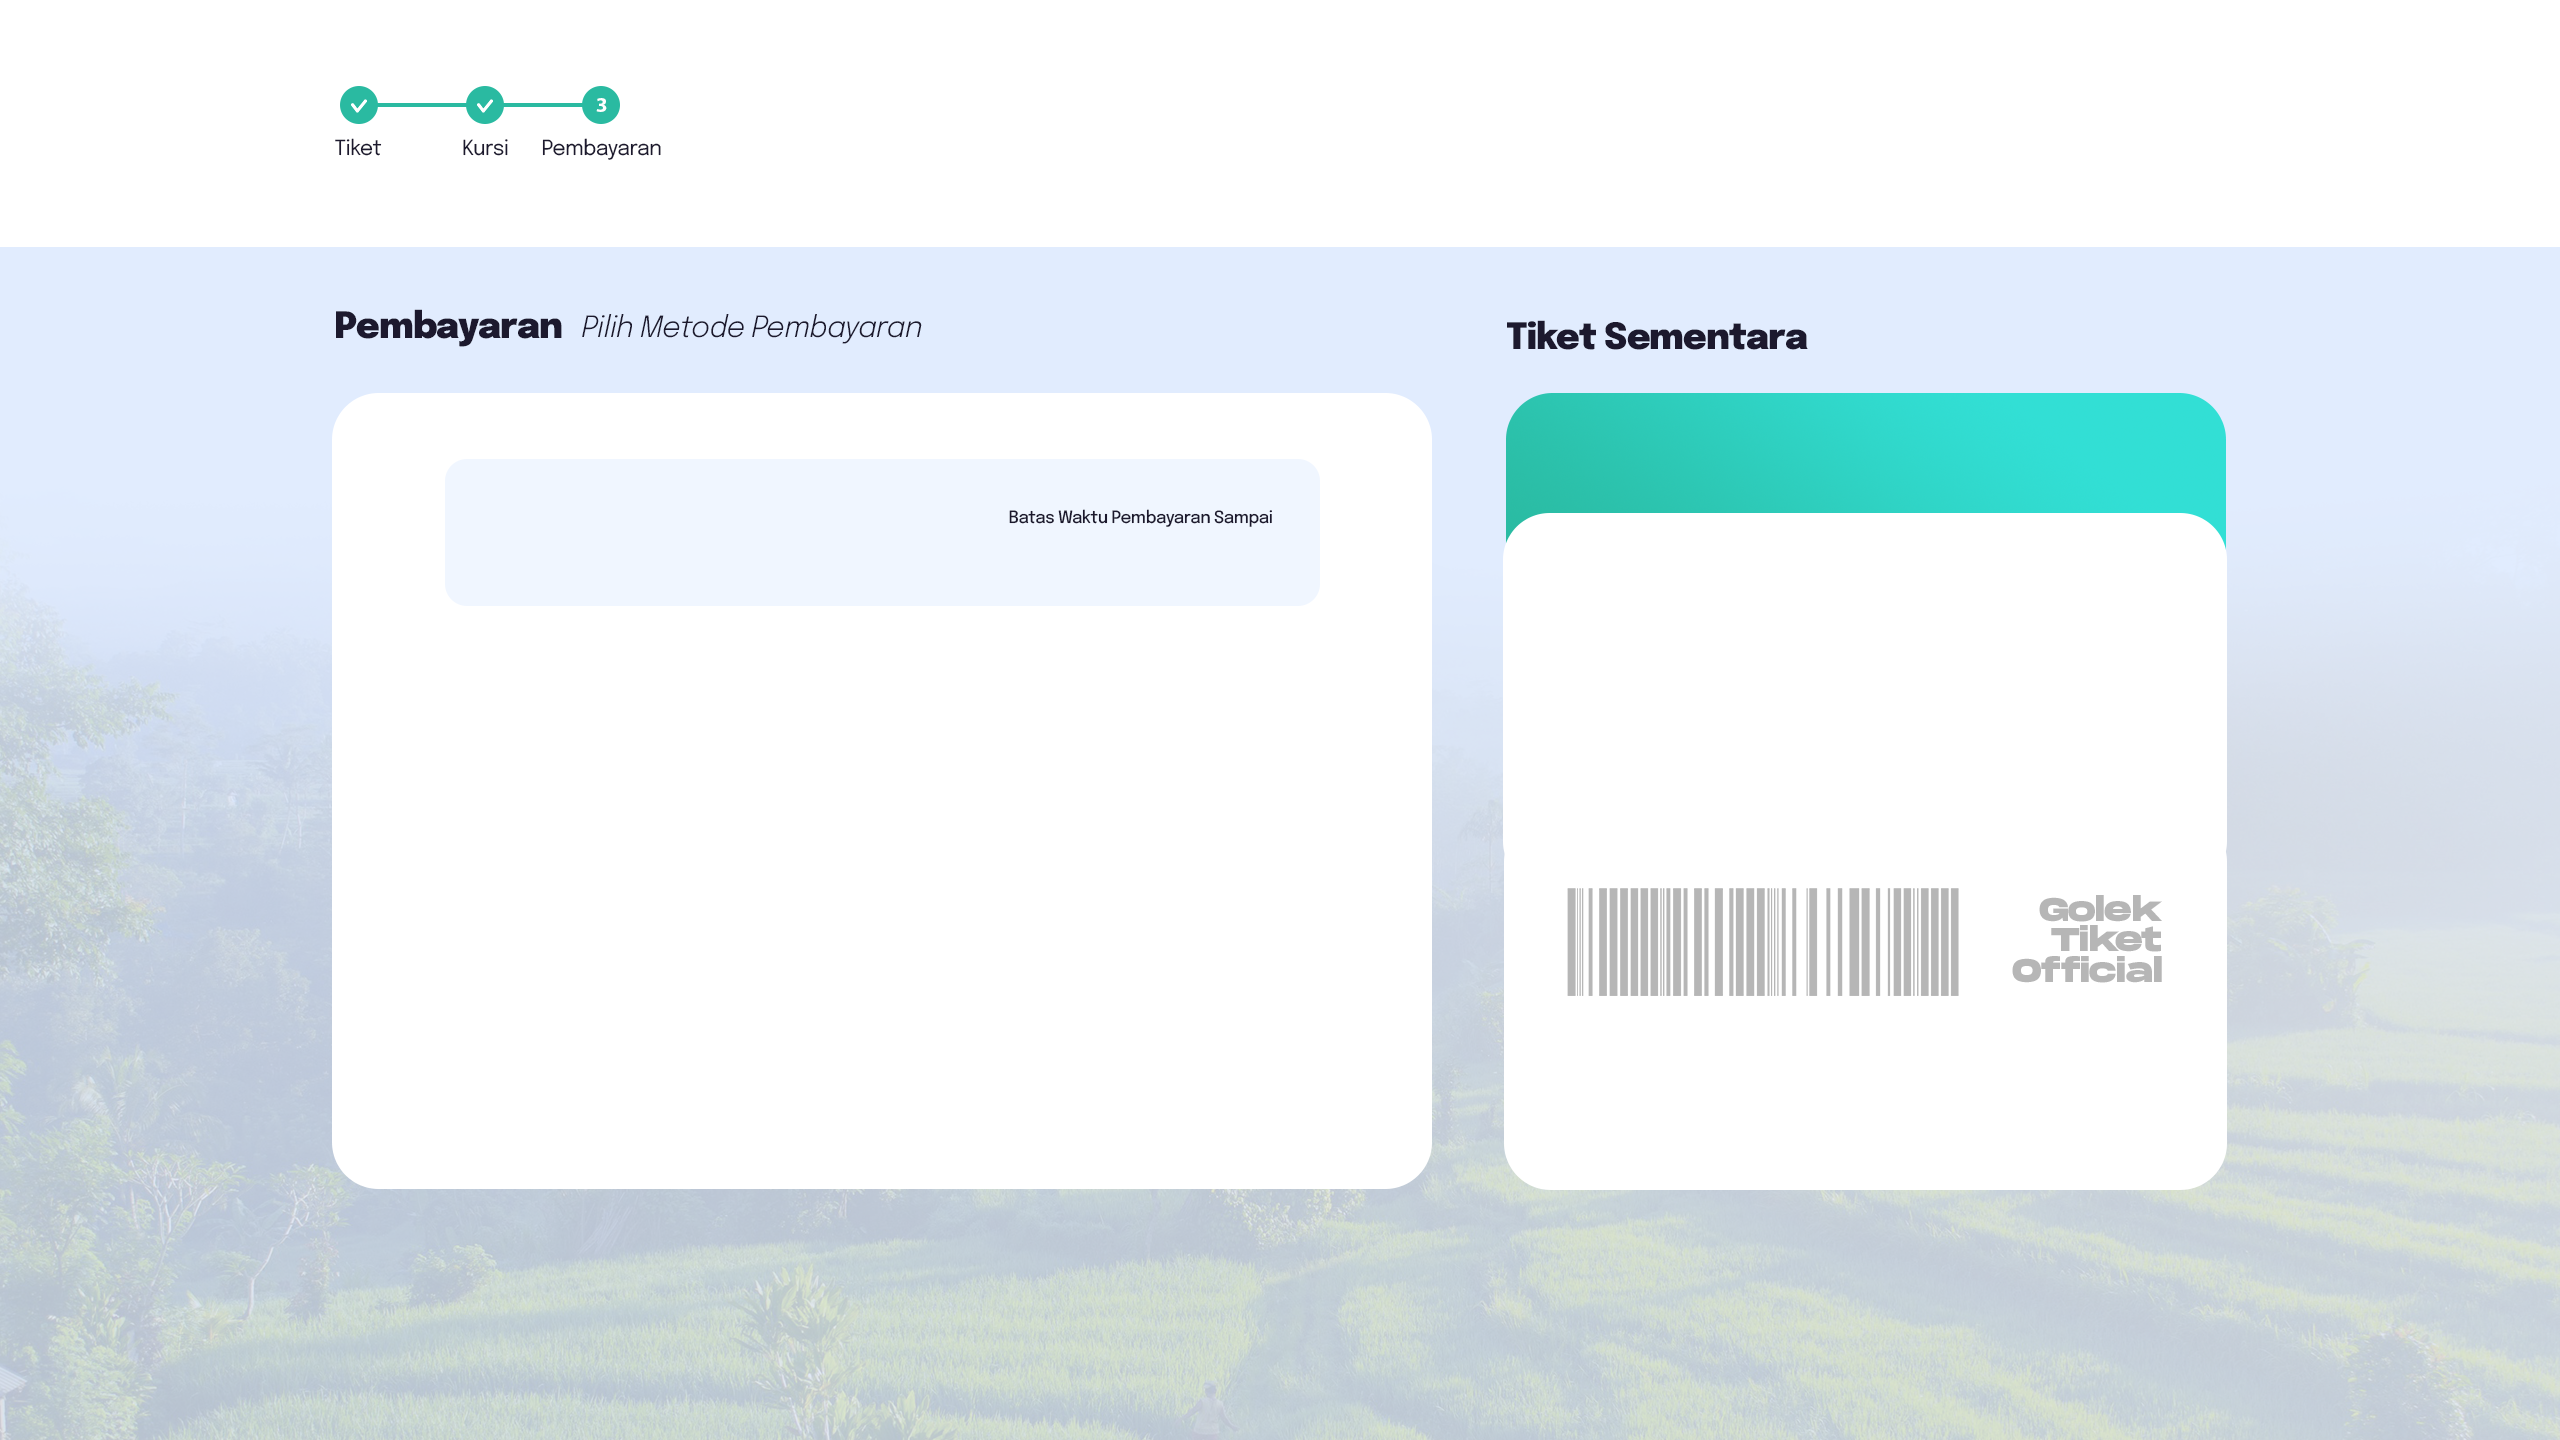 3
Tiket
Kursi
Pembayaran
Pembayaran Pilih Metode Pembayaran
Batas Waktu Pembayaran Sampai
Tiket Sementara
Golek
Tiket
Official